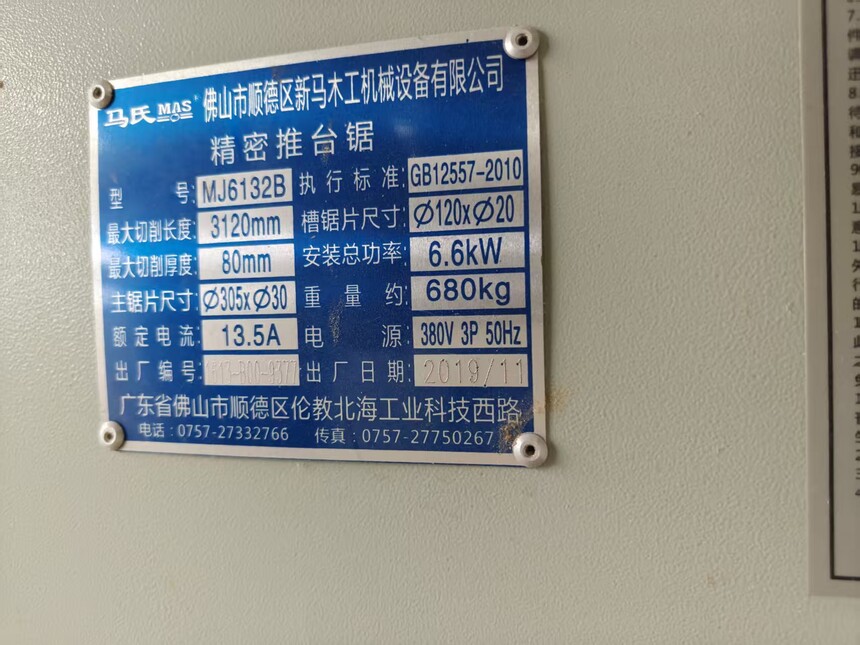 马氏 MAS 佛山市顺德区新马木工机械设备有限公司
精密推台锯
型号: MJ6132B 执行标准: GB12557-2010
最大切削长度: 3120mm 槽锯片尺寸: Ø120xØ20
最大切削厚度: 80mm 安装总功率: 6.6kW
主锯片尺寸: Ø305xØ30 重量约: 680kg
额定电流: 13.5A 电源: 380V 3P 50Hz
出厂编号: 出厂日期: 2019/11
广东省佛山市顺德区伦教北海工业科技西路
电话:0757-27332766 传真:0757-27750267